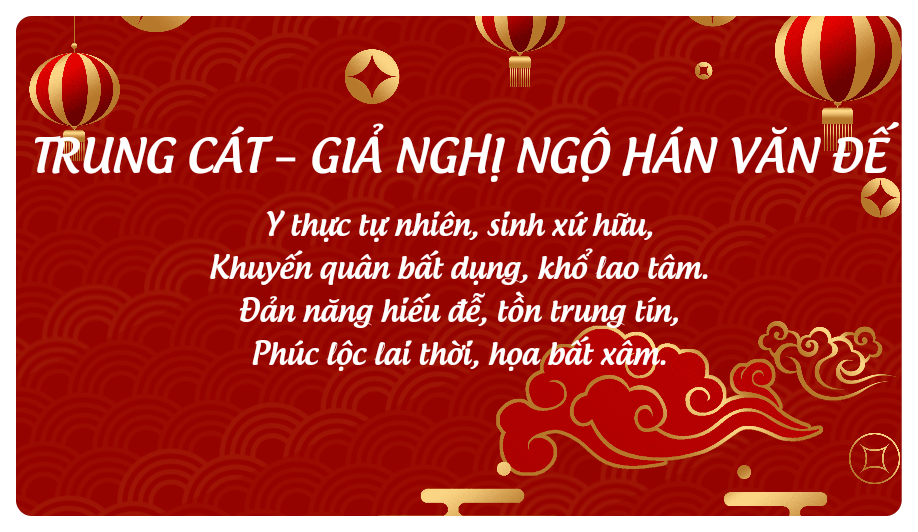 TRUNG CÁT – GIẢ NGHỊ NGỘ HÁN VĂN ĐẾ
Y thực tự nhiên, sinh xứ hữu,
Khuyến quân bất dụng, khổ lao tâm.
Đản năng hiếu đễ, tồn trung tín,
Phúc lộc lai thời, họa bất xâm.